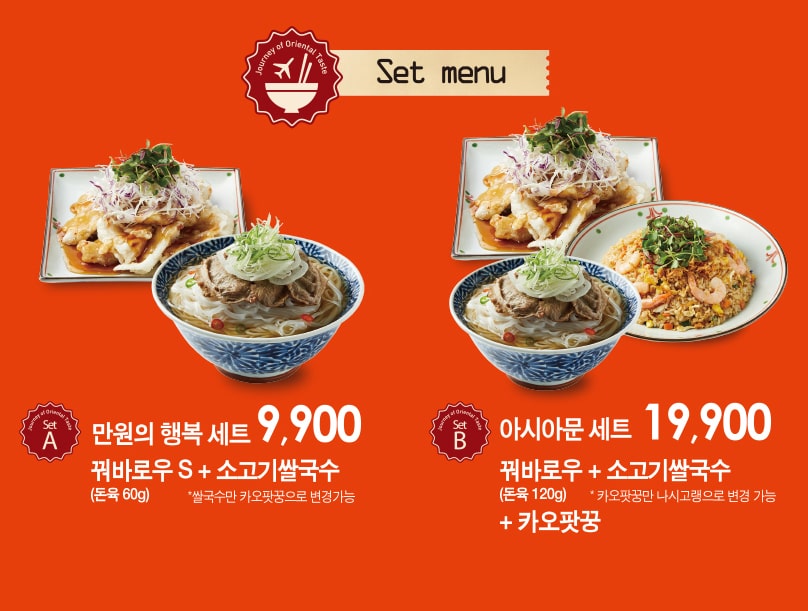 Journey of Oriental Taste
Set menu
Journey of Oriental Taste
Set
A
만원의 행복 세트 9,900
꿔바로우 S + 소고기쌀국수
(돈육 60g) *쌀국수만 카오팟꿍으로 변경가능
Journey of Oriental Taste
Set
B
아시아문 세트 19,900
꿔바로우 + 소고기쌀국수
(돈육 120g) * 카오팟꿍만 나시고랭으로 변경 가능
+ 카오팟꿍